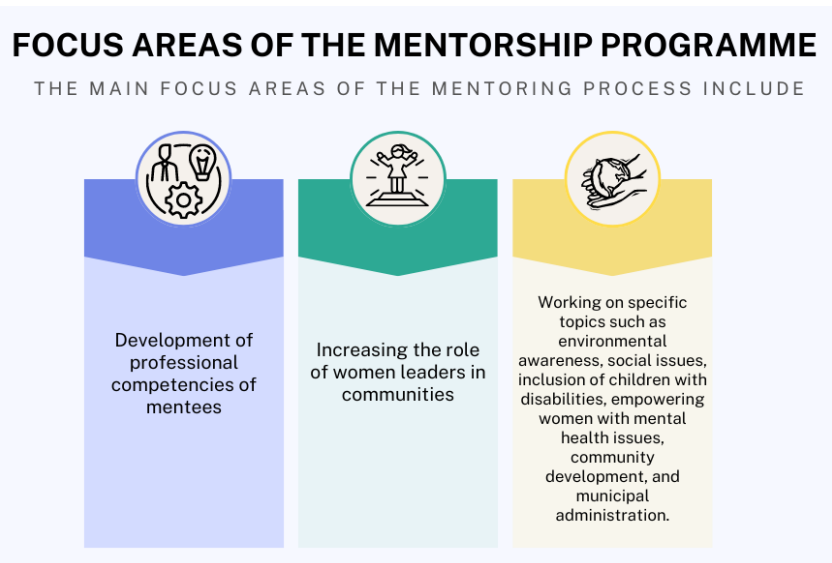 FOCUS AREAS OF THE MENTORSHIP PROGRAMME
THE MAIN FOCUS AREAS OF THE MENTORING PROCESS INCLUDE
Development of
professional
competencies of
mentees
Increasing the role
of women leaders in
communities
Working on specific
topics such as
environmental
awareness, social issues,
inclusion of children with
disabilities, empowering
women with mental
health issues,
community
development, and
municipal
administration.